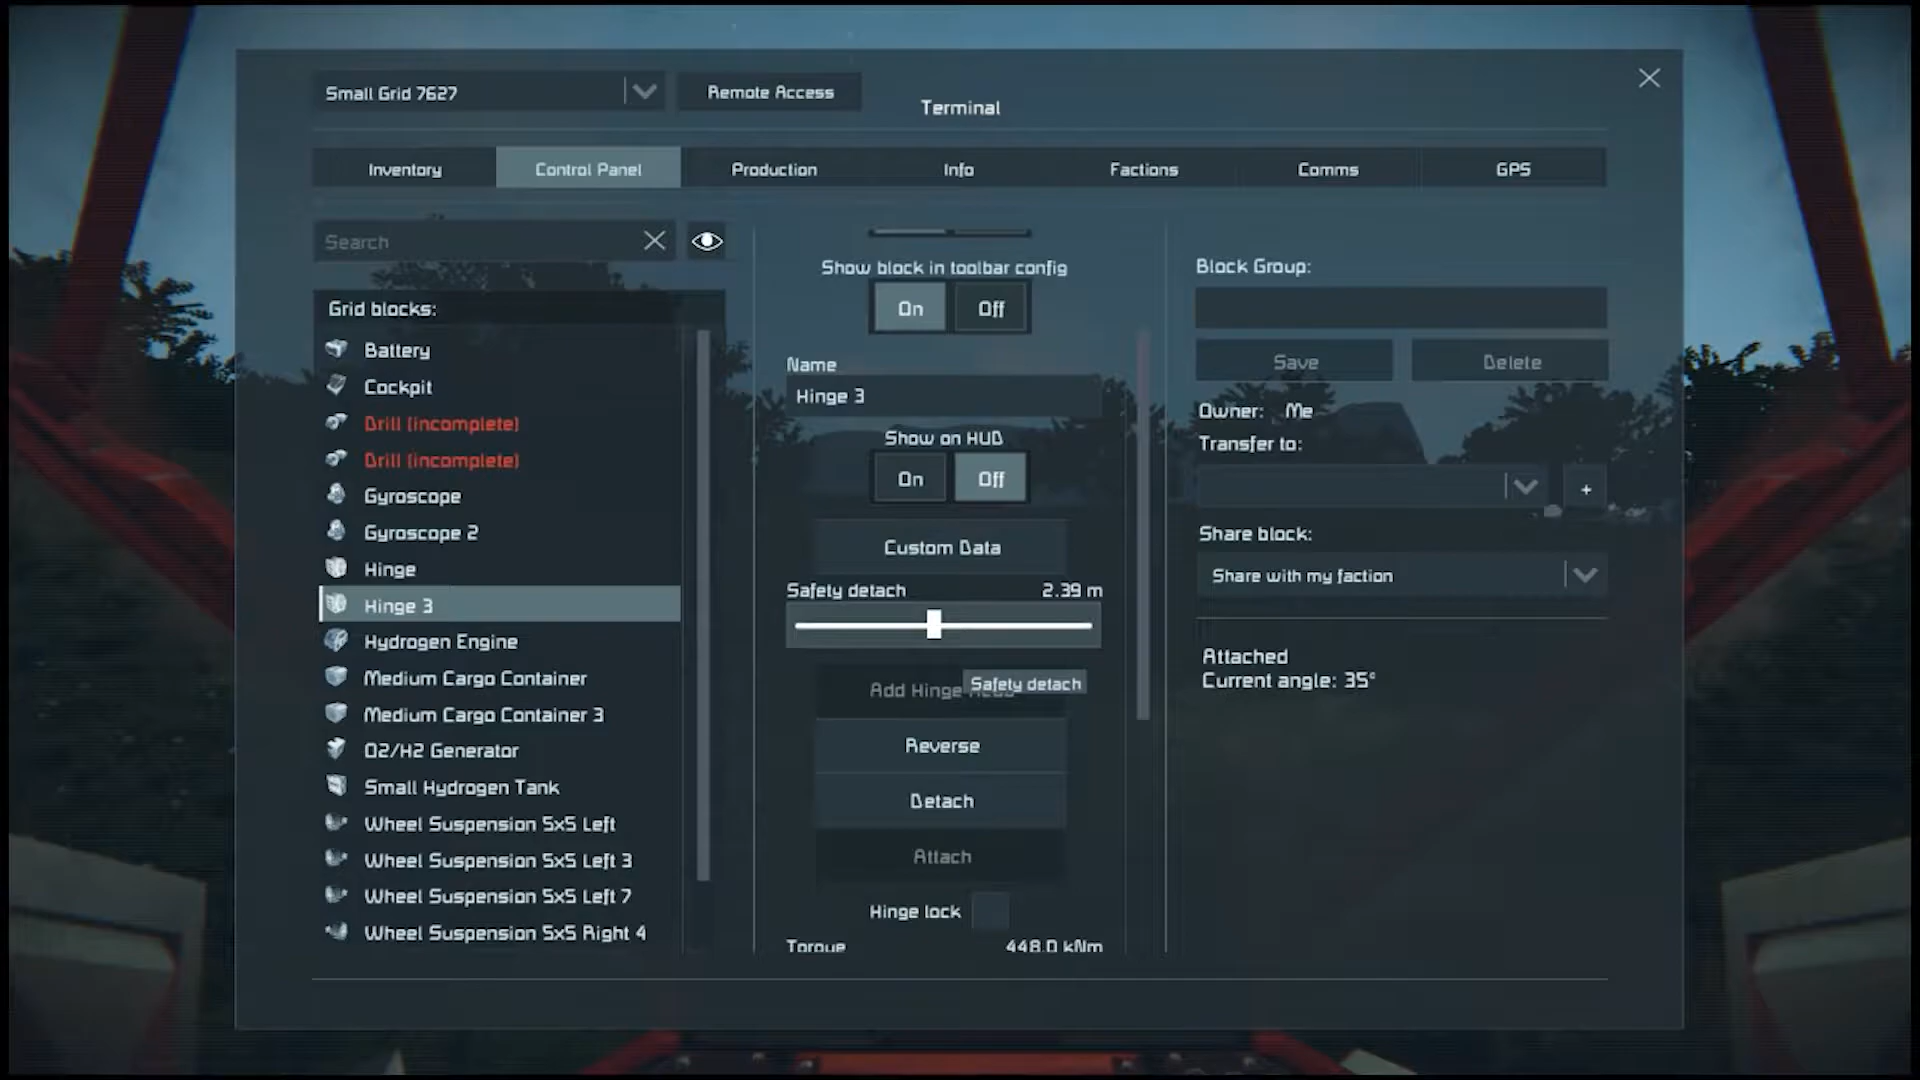 Small Grid 7627
Remote Access
Terminal
Inventory
Control Panel
Production
Info
Factions
Comms
GPS
Search
Grid blocks:
Battery
Cockpit
Drill (incomplete)
Drill (incomplete)
Gyroscope
Gyroscope 2
Hinge
Hinge 3
Hydrogen Engine
Medium Cargo Container
Medium Cargo Container 3
O2/H2 Generator
Small Hydrogen Tank
Wheel Suspension 5x5 Left
Wheel Suspension 5x5 Left 3
Wheel Suspension 5x5 Left 7
Wheel Suspension 5x5 Right 4
Show block in toolbar config
On Off
Name
Hinge 3
Show on HUD
On Off
Custom Data
Safety detach 2.39 m
Add Hinge
Safety detach
Reverse
Detach
Attach
Hinge lock
Torque 448.0 kNm
Block Group:
Save Delete
Owner: Me
Transfer to:
+
Share block:
Share with my faction
Attached
Current angle: 35°